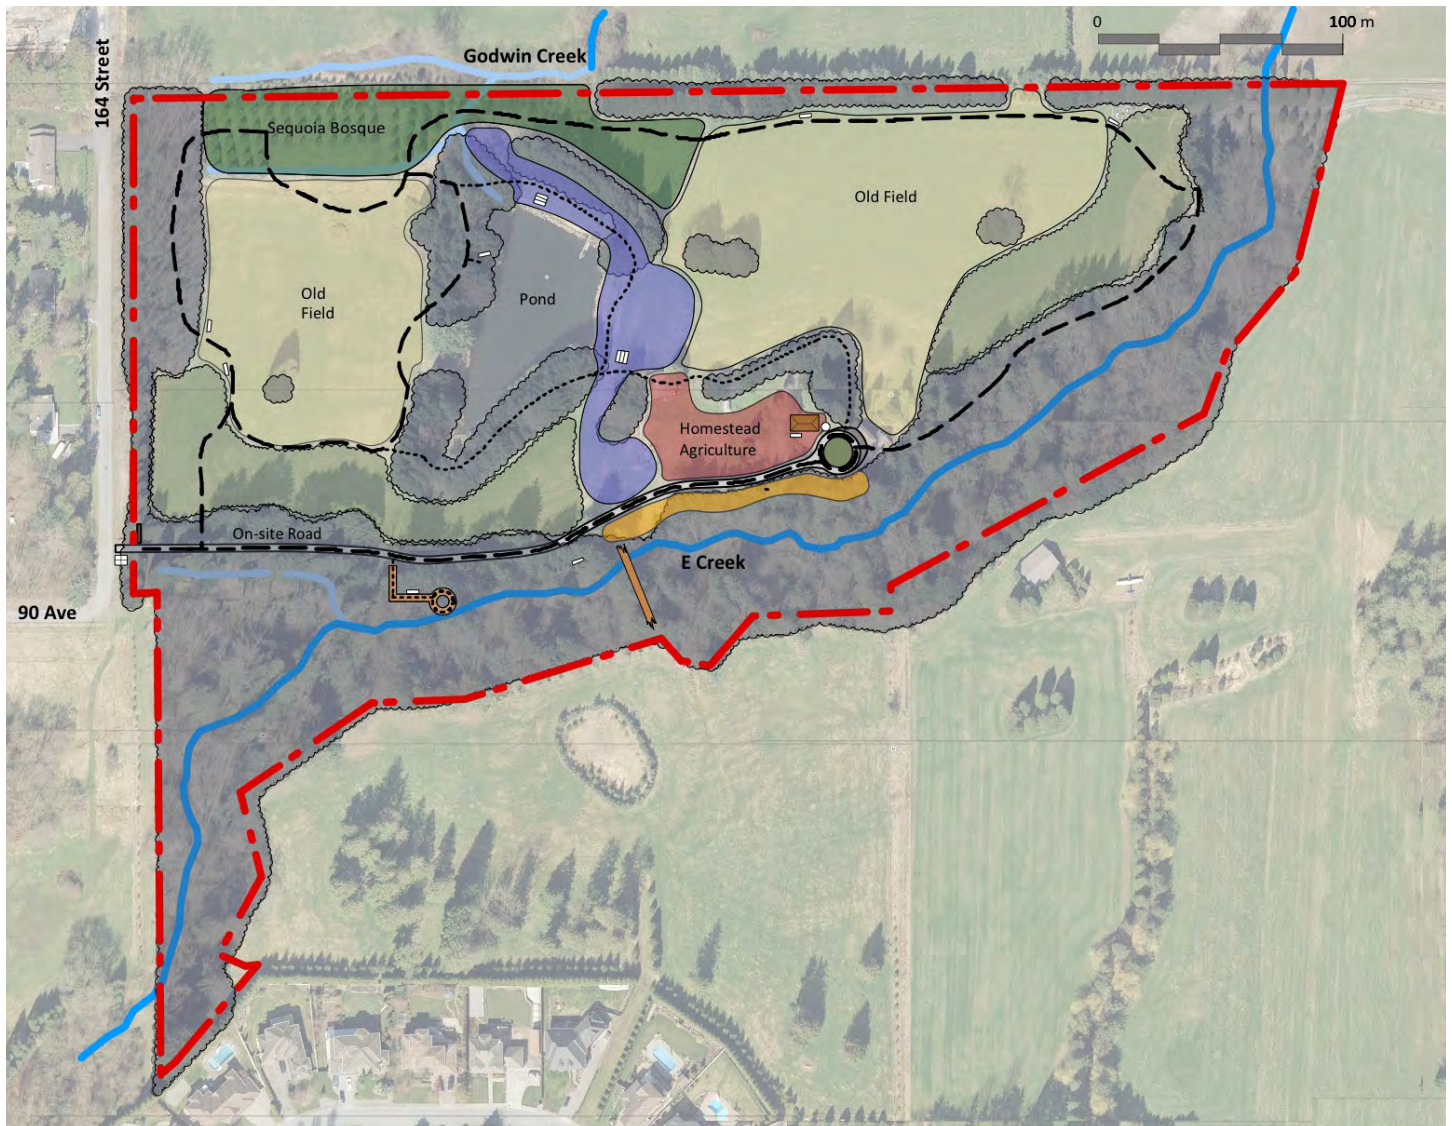 0 100 m
Godwin Creek
164 Street
Sequoia Bosque
Old Field
Old
Field
Pond
Homestead
Agriculture
On-site Road
E Creek
90 Ave